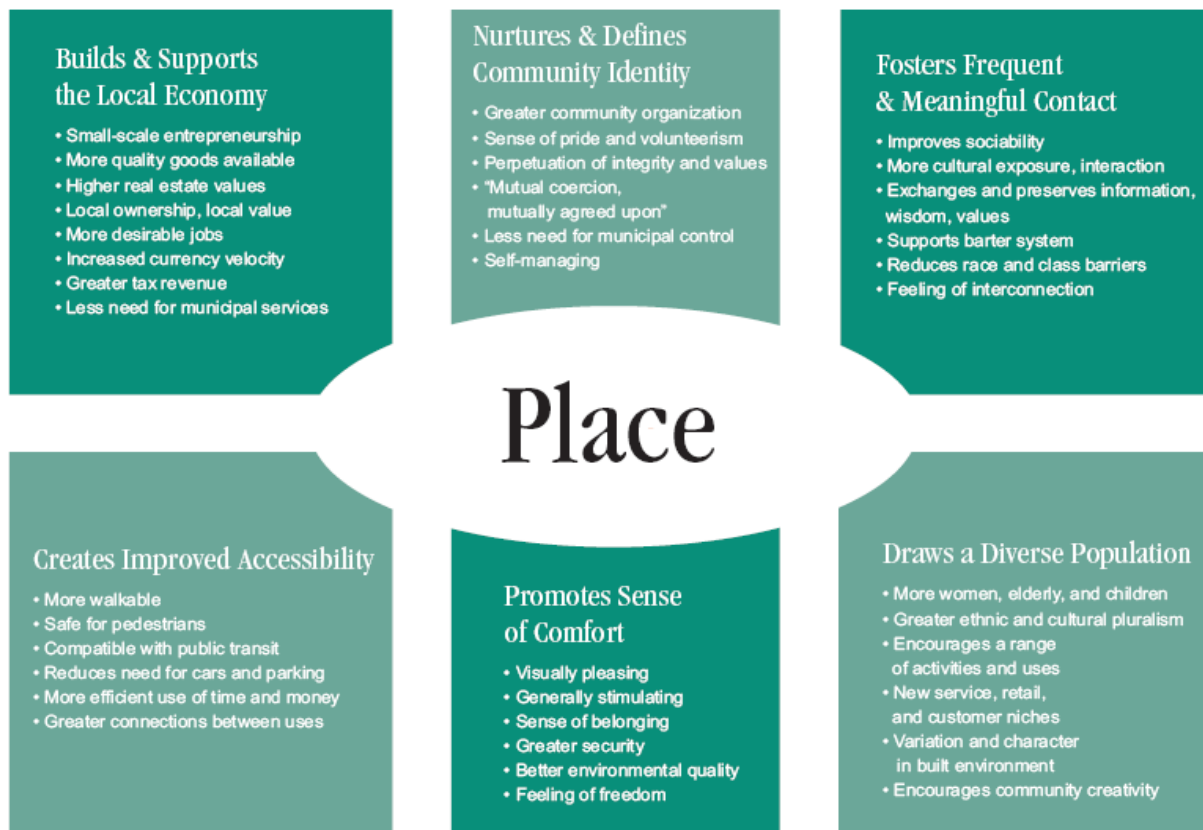 Builds & Supports
the Local Economy
• Small-scale entrepreneurship
• More quality goods available
• Higher real estate values
• Local ownership, local value
• More desirable jobs
• Increased currency velocity
• Greater tax revenue
• Less need for municipal services
Nurtures & Defines
Community Identity
• Greater community organization
• Sense of pride and volunteerism
• Perpetuation of integrity and values
• "Mutual coercion,
mutually agreed upon"
• Less need for municipal control
• Self-managing
Fosters Frequent
& Meaningful Contact
• Improves sociability
• More cultural exposure, interaction
• Exchanges and preserves information,
wisdom, values
• Supports barter system
• Reduces race and class barriers
• Feeling of interconnection
Place
Creates Improved Accessibility
• More walkable
• Safe for pedestrians
• Compatible with public transit
• Reduces need for cars and parking
• More efficient use of time and money
• Greater connections between uses
Promotes Sense
of Comfort
• Visually pleasing
• Generally stimulating
• Sense of belonging
• Greater security
• Better environmental quality
• Feeling of freedom
Draws a Diverse Population
• More women, elderly, and children
• Greater ethnic and cultural pluralism
• Encourages a range
of activities and uses
• New service, retail,
and customer niches
• Variation and character
in built environment
• Encourages community creativity